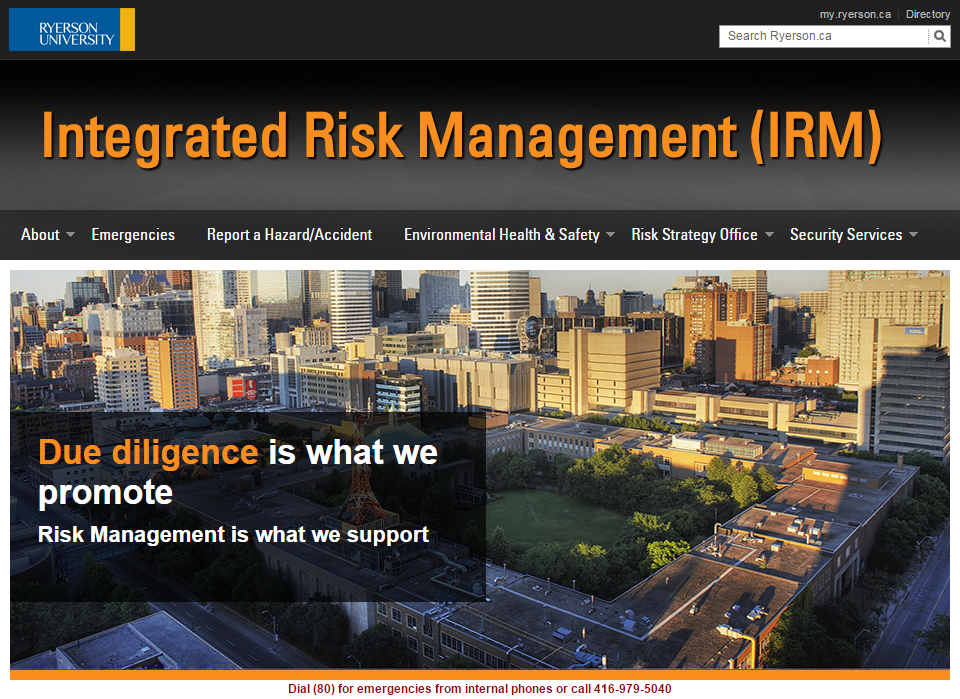 RYERSON
UNIVERSITY
my.ryerson.ca | Directory
Search Ryerson.ca
Integrated Risk Management (IRM)
About Emergencies Report a Hazard/Accident Environmental Health & Safety Risk Strategy Office Security Services
Due diligence is what we
promote
Risk Management is what we support
Dial (80) for emergencies from internal phones or call 416-979-5040